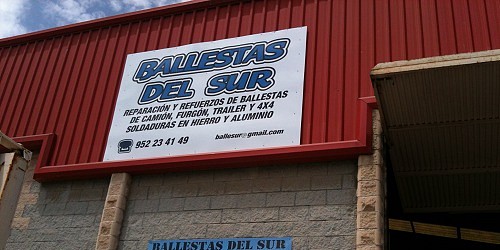 BALLESTAS
DEL SUR
REPARACIÓN Y REFUERZOS DE BALLESTAS
DE CAMIÓN, FURGÓN, TRAILER Y 4X4
SOLDADURAS EN HIERRO Y ALUMINIO
952 23 41 49
ballesur@gmail.com
BALLESTAS DEL SUR